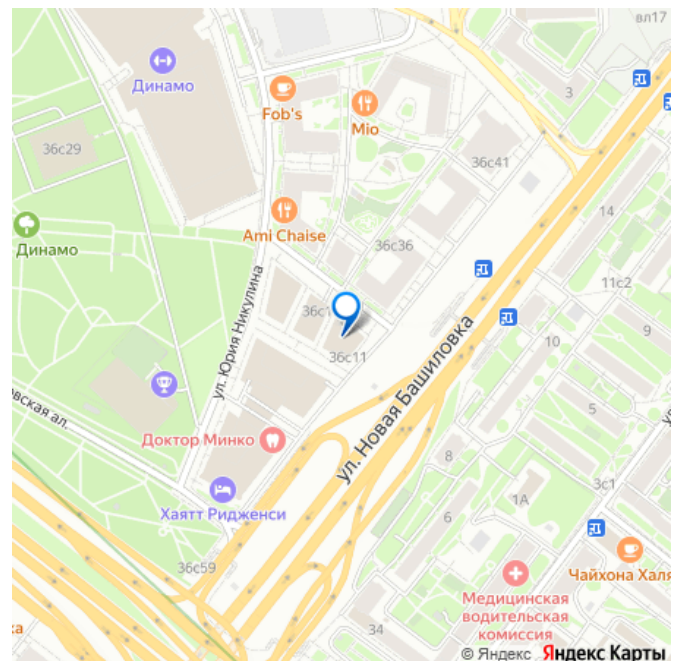 вл17
Динамо
Fob's
3
Mio
36с29
36с41
14
Динамо
Ami Chaise
36с36
11с2
ул. Юрия Никулина
36с1
9
10
36с11
ул. Новая Башиловка
5
вская ал.
Доктор Минко
8
3с1
1А
Хаятт Ридженси
6
Чайхона Халя
36с59
Медицинская
водительская
комиссия
34
ка
© Яндекс Яндекс Карты